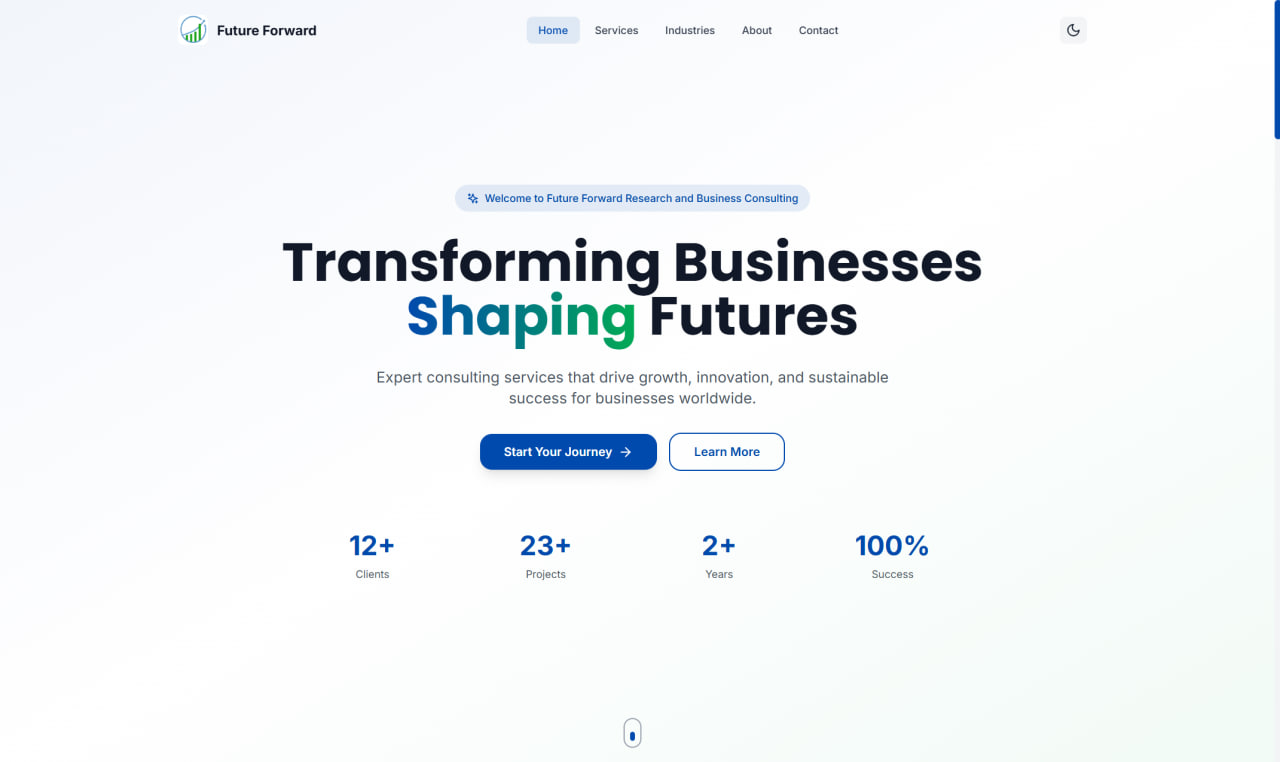 Future Forward
Home
Services
Industries
About
Contact
Welcome to Future Forward Research and Business Consulting
Transforming Businesses
Shaping Futures
Expert consulting services that drive growth, innovation, and sustainable
success for businesses worldwide.
Start Your Journey
Learn More
12+
Clients
23+
Projects
2+
Years
100%
Success